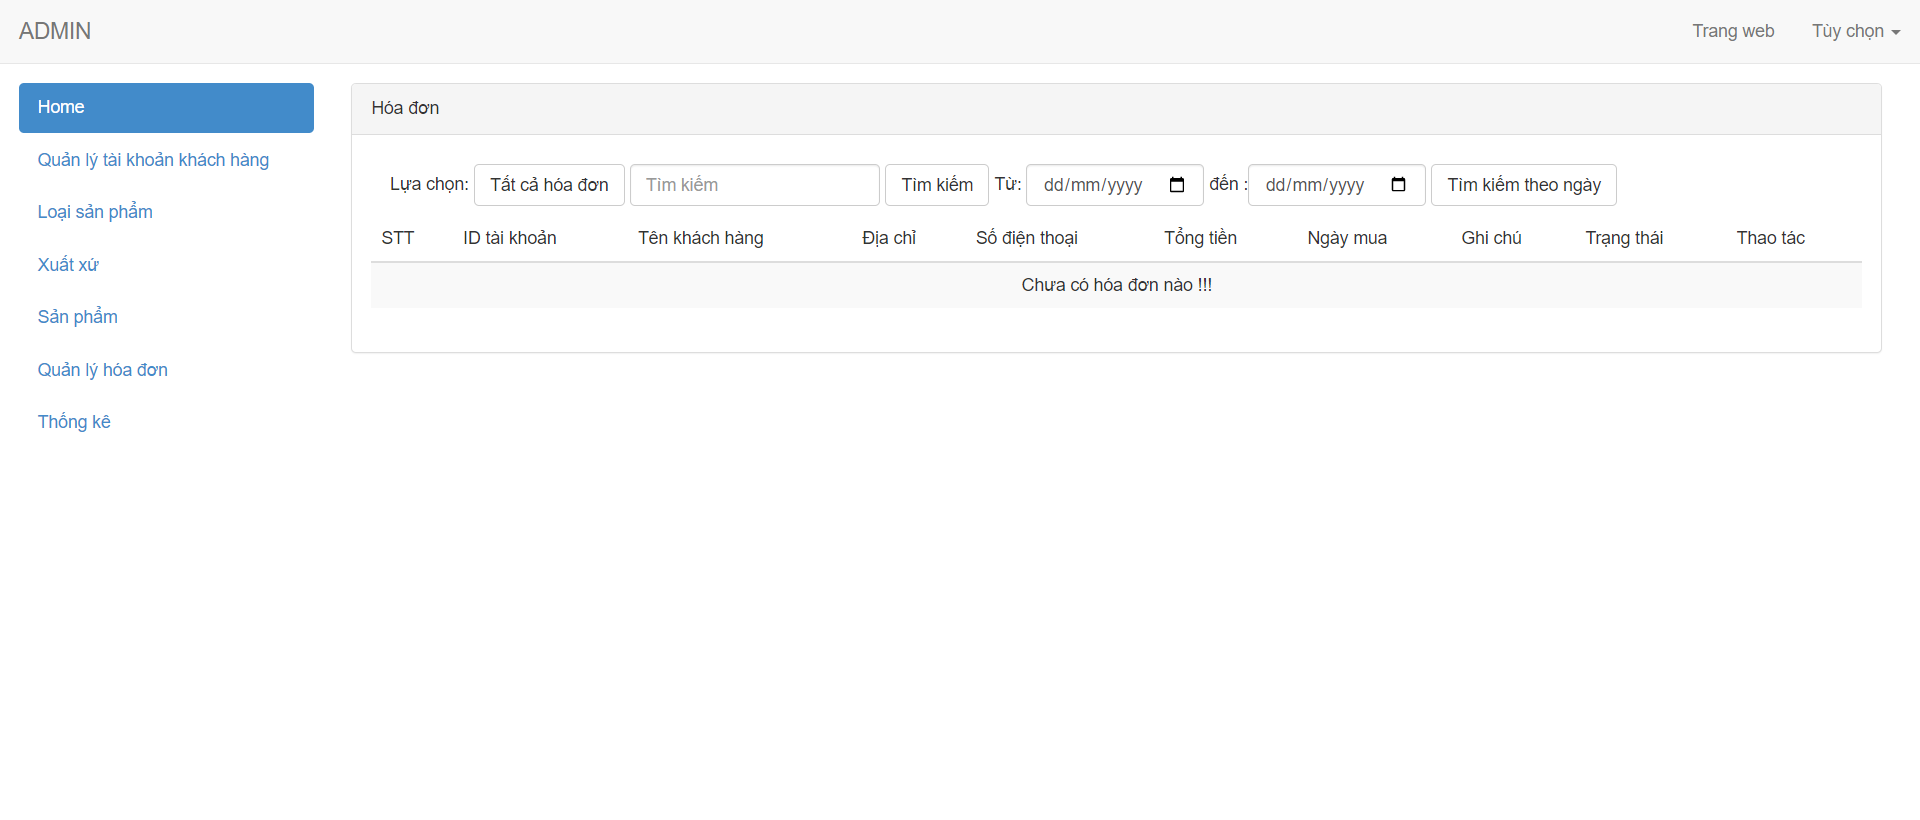 ADMIN
Trang web
Tùy chọn
Home
Quản lý tài khoản khách hàng
Loại sản phẩm
Xuất xứ
Sản phẩm
Quản lý hóa đơn
Thống kê
Hóa đơn
Lựa chọn: Tất cả hóa đơn Tìm kiếm Tìm kiếm Từ: dd/mm/yyyy đến : dd/mm/yyyy Tìm kiếm theo ngày
STT ID tài khoản Tên khách hàng Địa chỉ Số điện thoại Tổng tiền Ngày mua Ghi chú Trạng thái Thao tác
Chưa có hóa đơn nào !!!